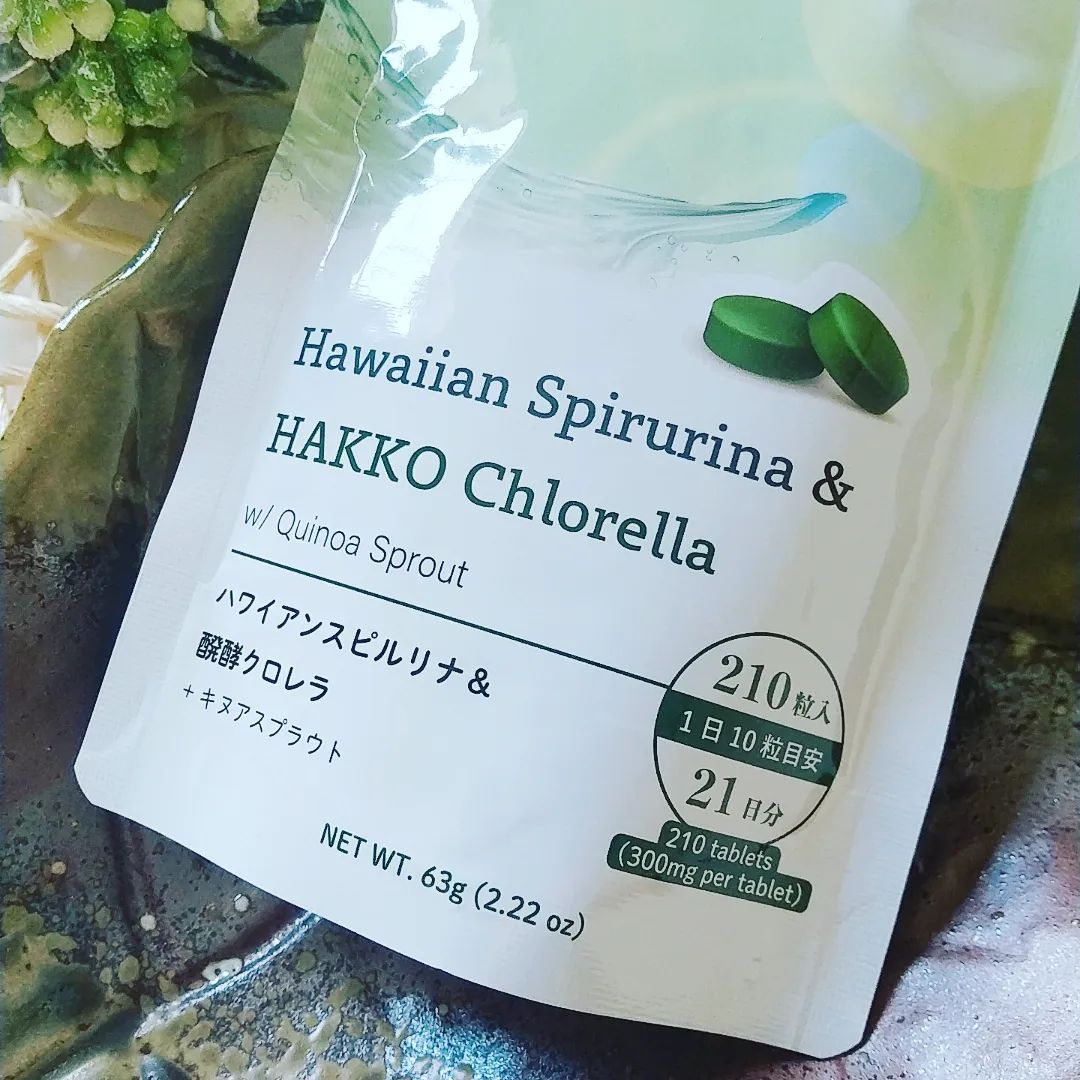 Hawaiian Spirurina &
HAKKO Chlorella
w/ Quinoa Sprout
ハワイアンスピルリナ&
醗酵クロレラ
+ キヌアスプラウト
210粒入
1日10粒目安
21日分
210 tablets
(300mg per tablet)
NET WT. 63g (2.22 oz)